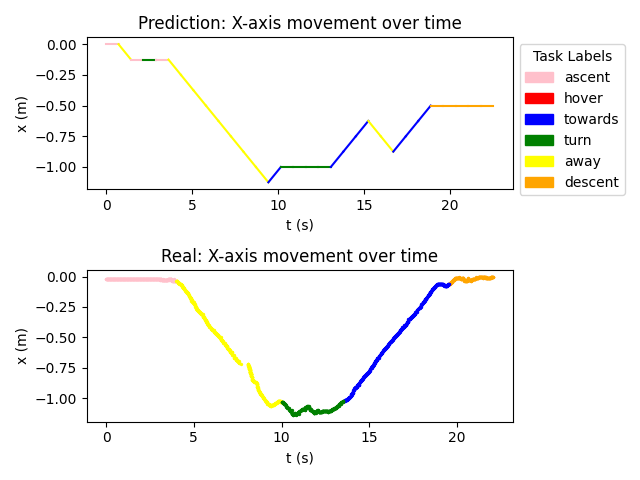 Prediction: X-axis movement over time
0.00
−0.25
−0.50
−0.75
−1.00
x (m)
0 5 10 15 20
t (s)
Task Labels
ascent
hover
towards
turn
away
descent
Real: X-axis movement over time
0.00
−0.25
−0.50
−0.75
−1.00
x (m)
0 5 10 15 20
t (s)